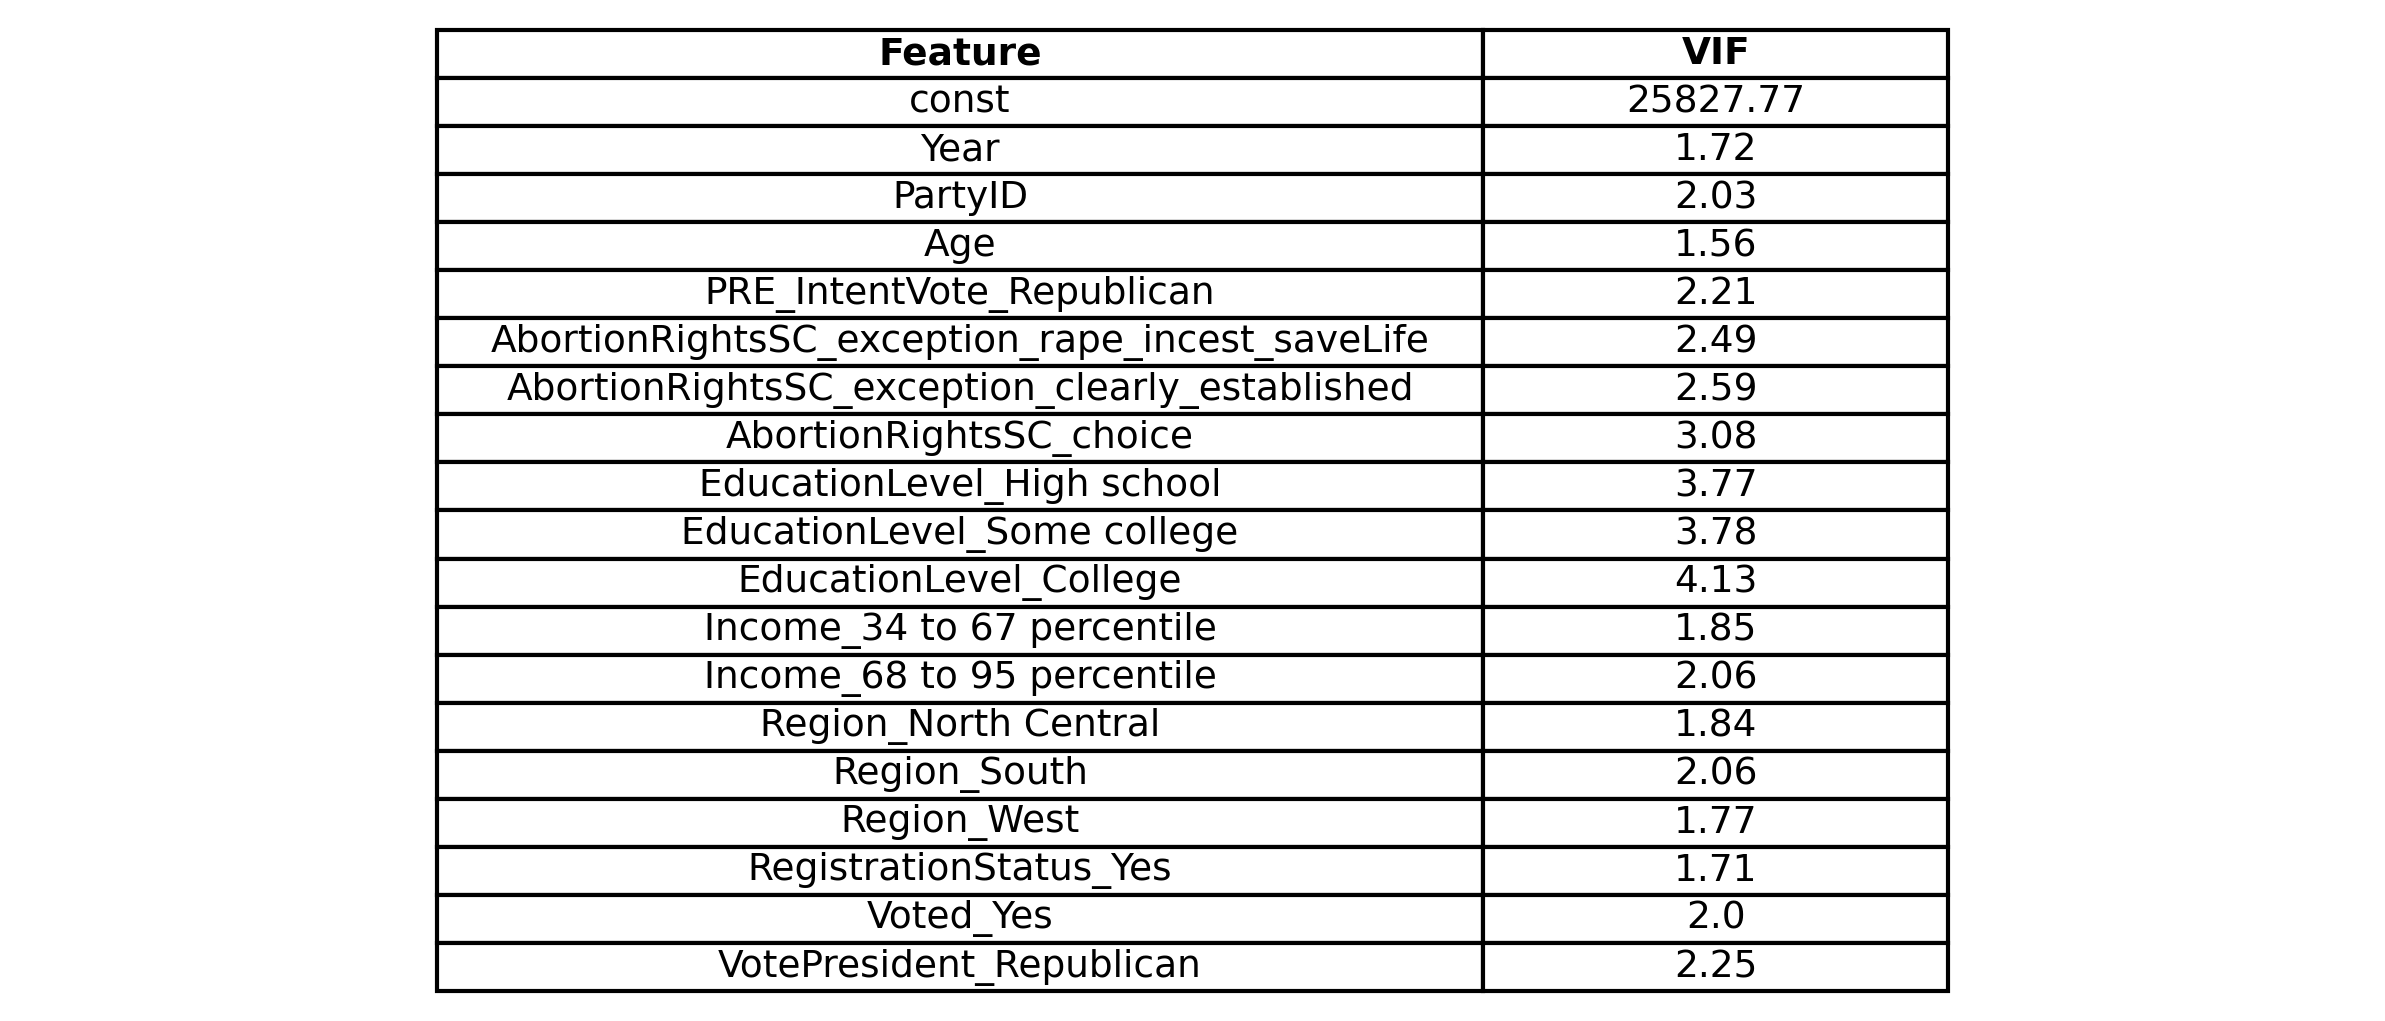 Feature VIF
const 25827.77
Year 1.72
PartyID 2.03
Age 1.56
PRE_IntentVote_Republican 2.21
AbortionRightsSC_exception_rape_incest_saveLife 2.49
AbortionRightsSC_exception_clearly_established 2.59
AbortionRightsSC_choice 3.08
EducationLevel_High school 3.77
EducationLevel_Some college 3.78
EducationLevel_College 4.13
Income_34 to 67 percentile 1.85
Income_68 to 95 percentile 2.06
Region_North Central 1.84
Region_South 2.06
Region_West 1.77
RegistrationStatus_Yes 1.71
Voted_Yes 2.0
VotePresident_Republican 2.25